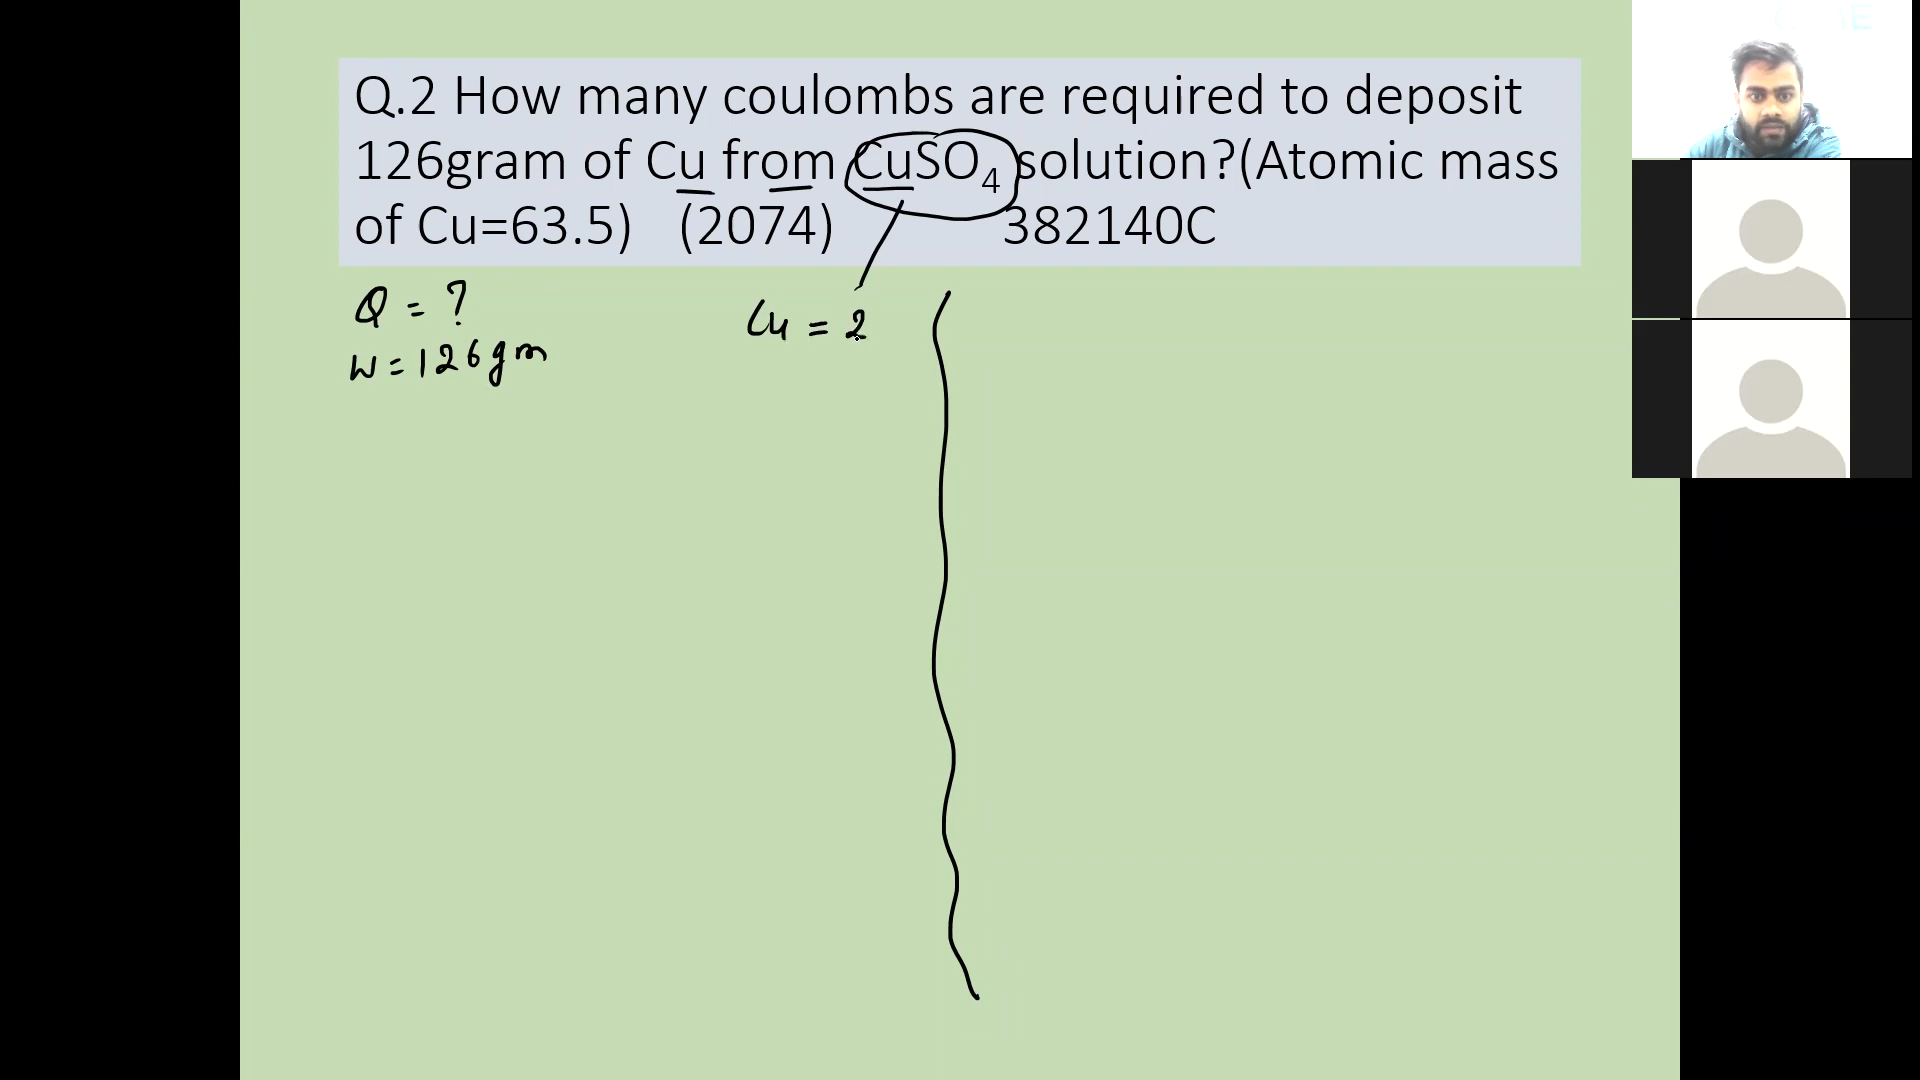 Q.2 How many coulombs are required to deposit
126gram of Cu from CuSO₄ solution?(Atomic mass
of Cu=63.5) (2074) 382140C
Q = ?
Cu = 2
W = 126gm